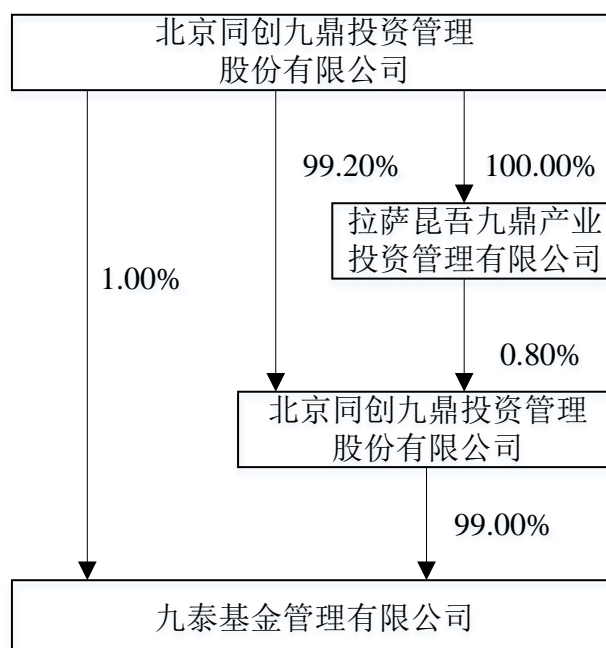 北京同创九鼎投资管理
股份有限公司
99.20%
100.00%
拉萨昆吾九鼎产业
投资管理有限公司
1.00%
0.80%
北京同创九鼎投资管理
股份有限公司
99.00%
九泰基金管理有限公司